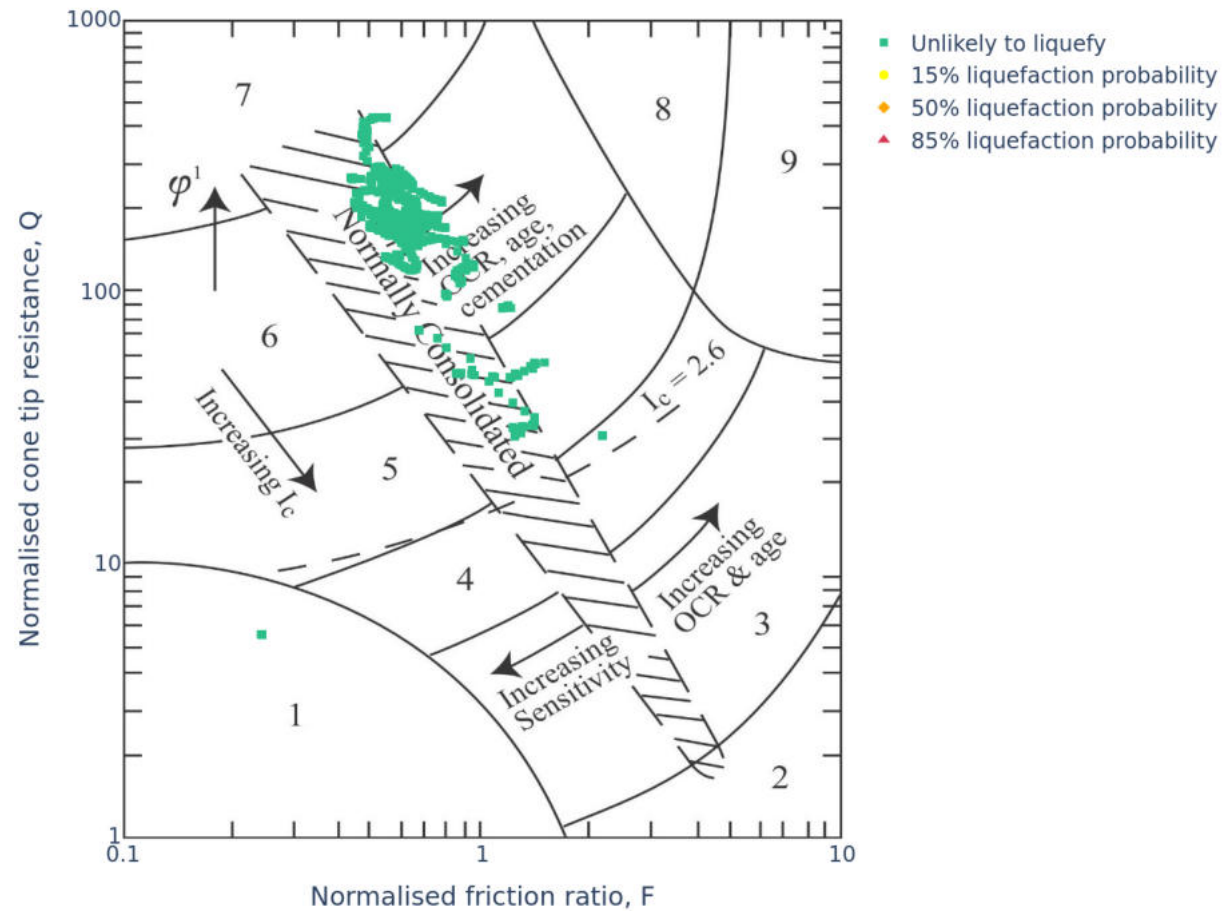 1000
100
10
1
0.1
1
10
Normalised cone tip resistance, Q
Normalised friction ratio, F
Unlikely to liquefy
15% liquefaction probability
50% liquefaction probability
85% liquefaction probability
7
8
9
φ¹
6
5
4
3
1
2
Normally Consolidated
Increasing
OCR, age,
cementation
Increasing I꜀
I꜀ = 2.6
Increasing
OCR & age
Increasing
Sensitivity